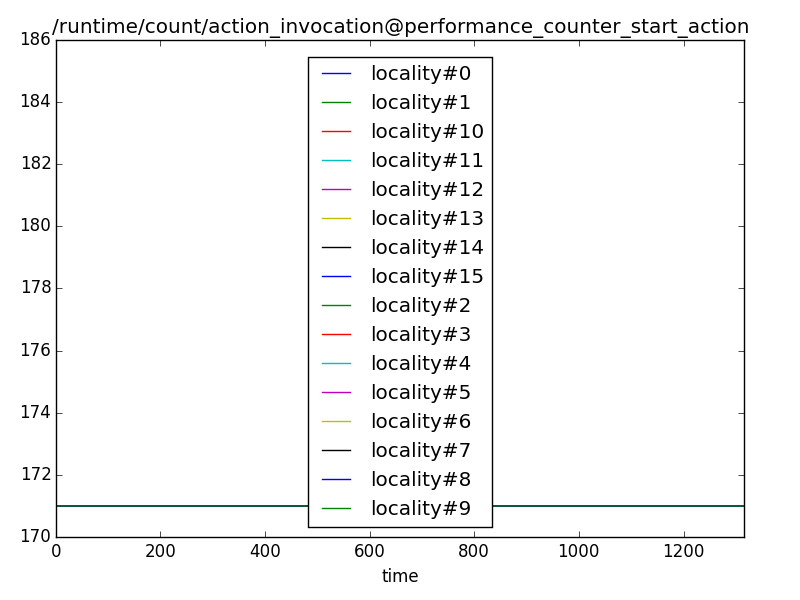 /runtime/count/action_invocation@performance_counter_start_action
186
184
182
180
178
176
174
172
170
locality#0
locality#1
locality#10
locality#11
locality#12
locality#13
locality#14
locality#15
locality#2
locality#3
locality#4
locality#5
locality#6
locality#7
locality#8
locality#9
0 200 400 600 800 1000 1200
time